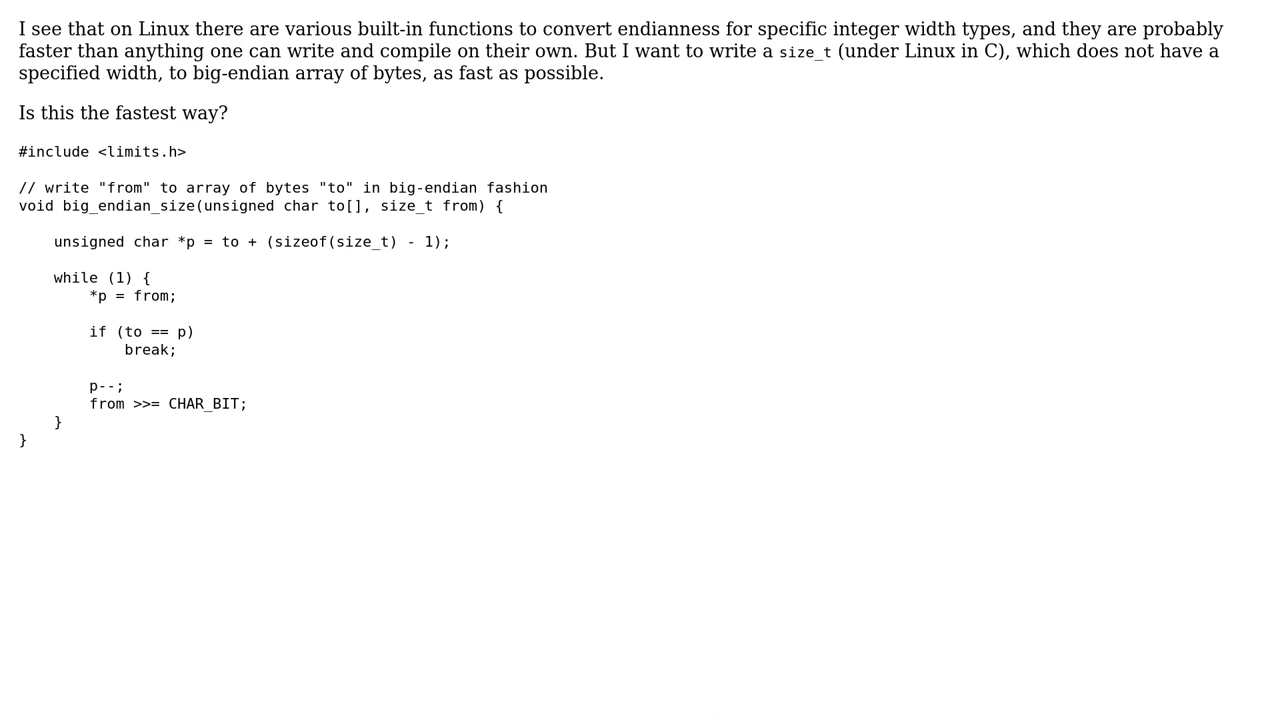 I see that on Linux there are various built-in functions to convert endianness for specific integer width types, and they are probably
faster than anything one can write and compile on their own. But I want to write a size_t (under Linux in C), which does not have a
specified width, to big-endian array of bytes, as fast as possible.

Is this the fastest way?

#include <limits.h>

// write "from" to array of bytes "to" in big-endian fashion
void big_endian_size(unsigned char to[], size_t from) {

    unsigned char *p = to + (sizeof(size_t) - 1);

    while (1) {
        *p = from;

        if (to == p)
            break;

        p--;
        from >>= CHAR_BIT;
    }
}